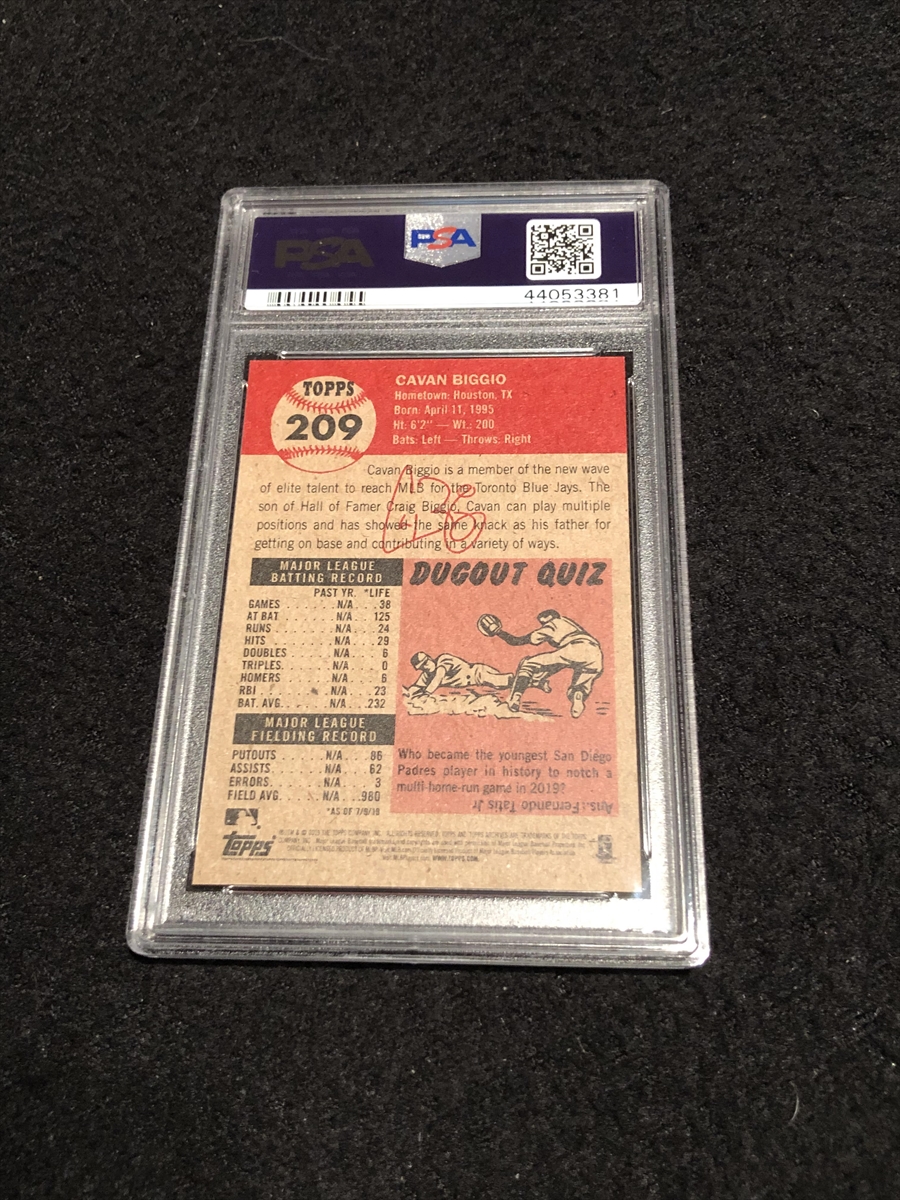 PSA
PSA
44053381
TOPPS
209
CAVAN BIGGIO
Hometown: Houston, TX
Born: April 11, 1995
Ht: 6'2" — Wt.: 200
Bats: Left — Throws: Right
Cavan Biggio is a member of the new wave
of elite talent to reach MLB for the Toronto Blue Jays. The
son of Hall of Famer Craig Biggio, Cavan can play multiple
positions and has showed the same knack as his father for
getting on base and contributing in a variety of ways.
MAJOR LEAGUE
BATTING RECORD
PAST YR. *LIFE
GAMES . . . . . . N/A . . . 38
AT BAT . . . . . . N/A . . . 125
RUNS . . . . . . N/A . . . 24
HITS . . . . . . N/A . . . 29
DOUBLES . . . . . . N/A . . . 6
TRIPLES . . . . . . N/A . . . 0
HOMERS . . . . . . N/A . . . 6
RBI . . . . . . N/A . . . 23
BAT. AVG. . . . . N/A . . . .232
MAJOR LEAGUE
FIELDING RECORD
PUTOUTS N/A . . . 86
ASSISTS . . . . . N/A . . . 62
ERRORS . . . . . N/A . . . 3
FIELD AVG. . . . . N/A . . . .980
*AS OF 7/8/19
DUGOUT QUIZ
Who became the youngest San Diego
Padres player in history to notch a
multi-home-run game in 2019?
Ans.: Fernando Tatis Jr.
Topps
WWW.TOPPS.COM